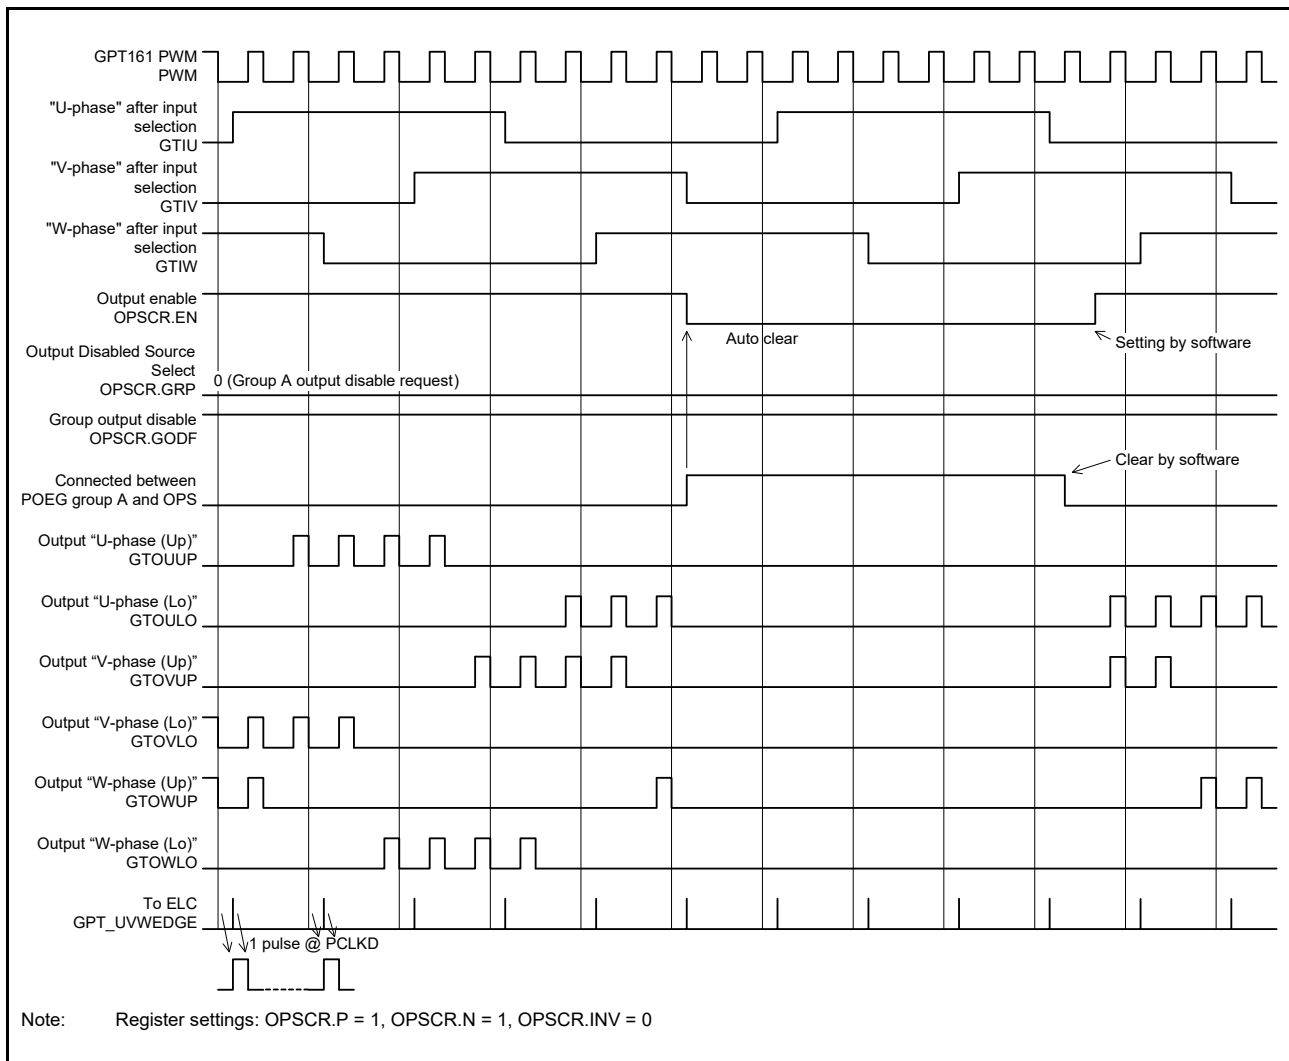 GPT161 PWM
PWM
"U-phase" after input
selection
GTIU
"V-phase" after input
selection
GTIV
"W-phase" after input
selection
GTIW
Output enable
OPSCR.EN
Auto clear
Setting by software
Output Disabled Source
Select
OPSCR.GRP
0 (Group A output disable request)
Group output disable
OPSCR.GODF
Clear by software
Connected between
POEG group A and OPS
Output “U-phase (Up)”
GTOUUP
Output “U-phase (Lo)”
GTOULO
Output “V-phase (Up)”
GTOVUP
Output “V-phase (Lo)”
GTOVLO
Output “W-phase (Up)”
GTOWUP
Output “W-phase (Lo)”
GTOWLO
To ELC
GPT_UVWEDGE
1 pulse @ PCLKD
Note: Register settings: OPSCR.P = 1, OPSCR.N = 1, OPSCR.INV = 0